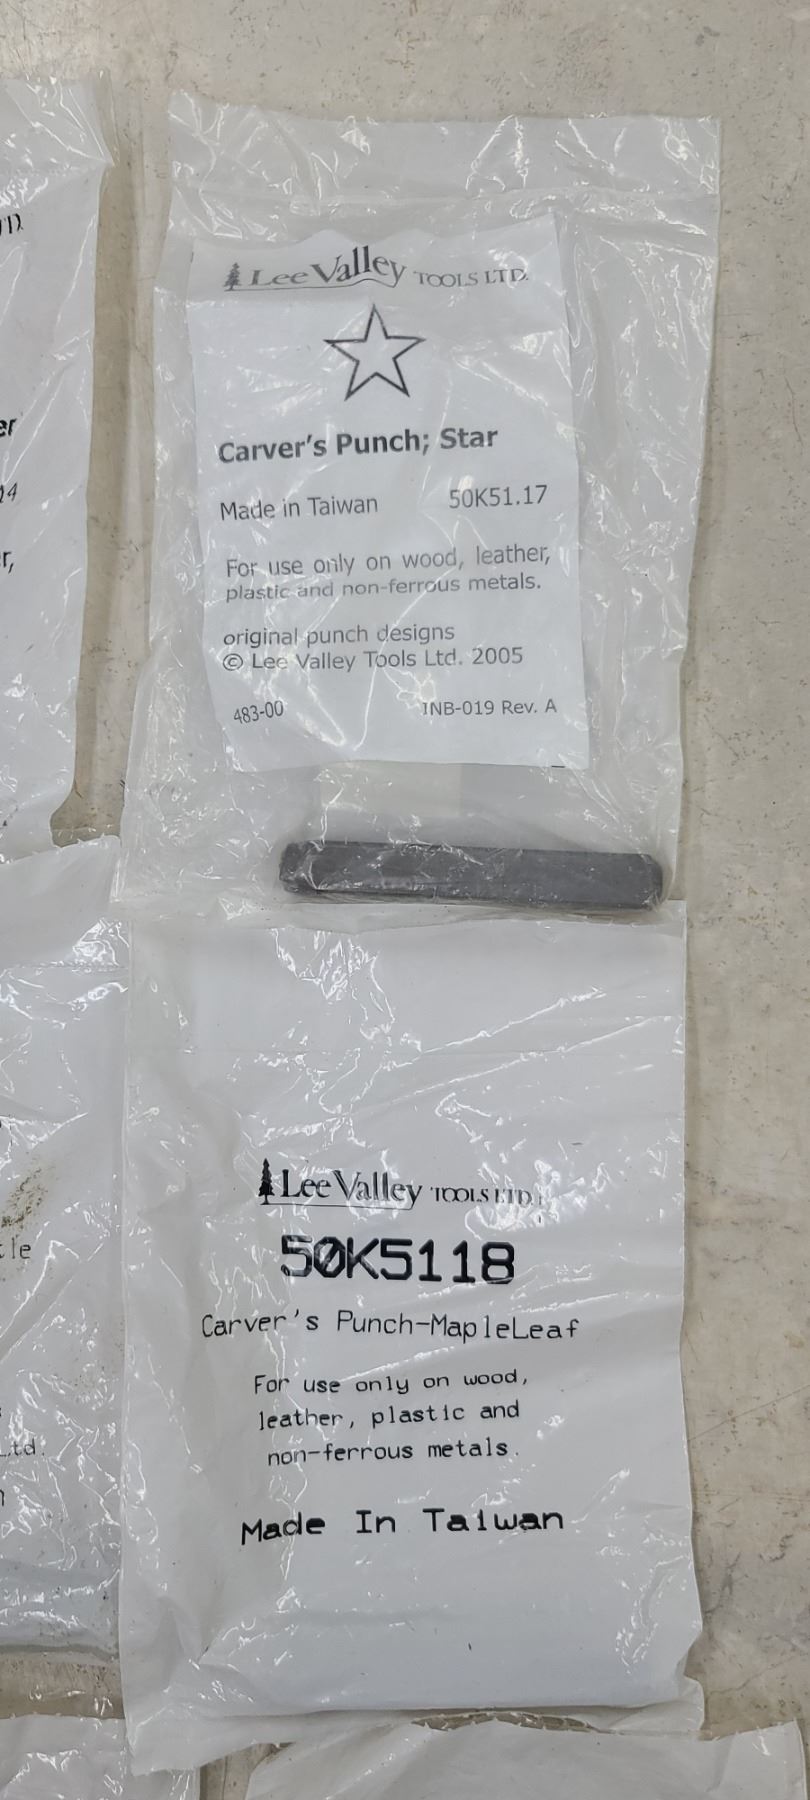 Lee Valley TOOLS LTD.
Carver's Punch; Star
Made in Taiwan 50K51.17
For use only on wood, leather,
plastic and non-ferrous metals.
original punch designs
© Lee Valley Tools Ltd. 2005
483-00 INB-019 Rev. A
Lee Valley TOOLS LTD.
50K5118
Carver's Punch-MapleLeaf
For use only on wood,
leather, plastic and
non-ferrous metals.
Made In Taiwan